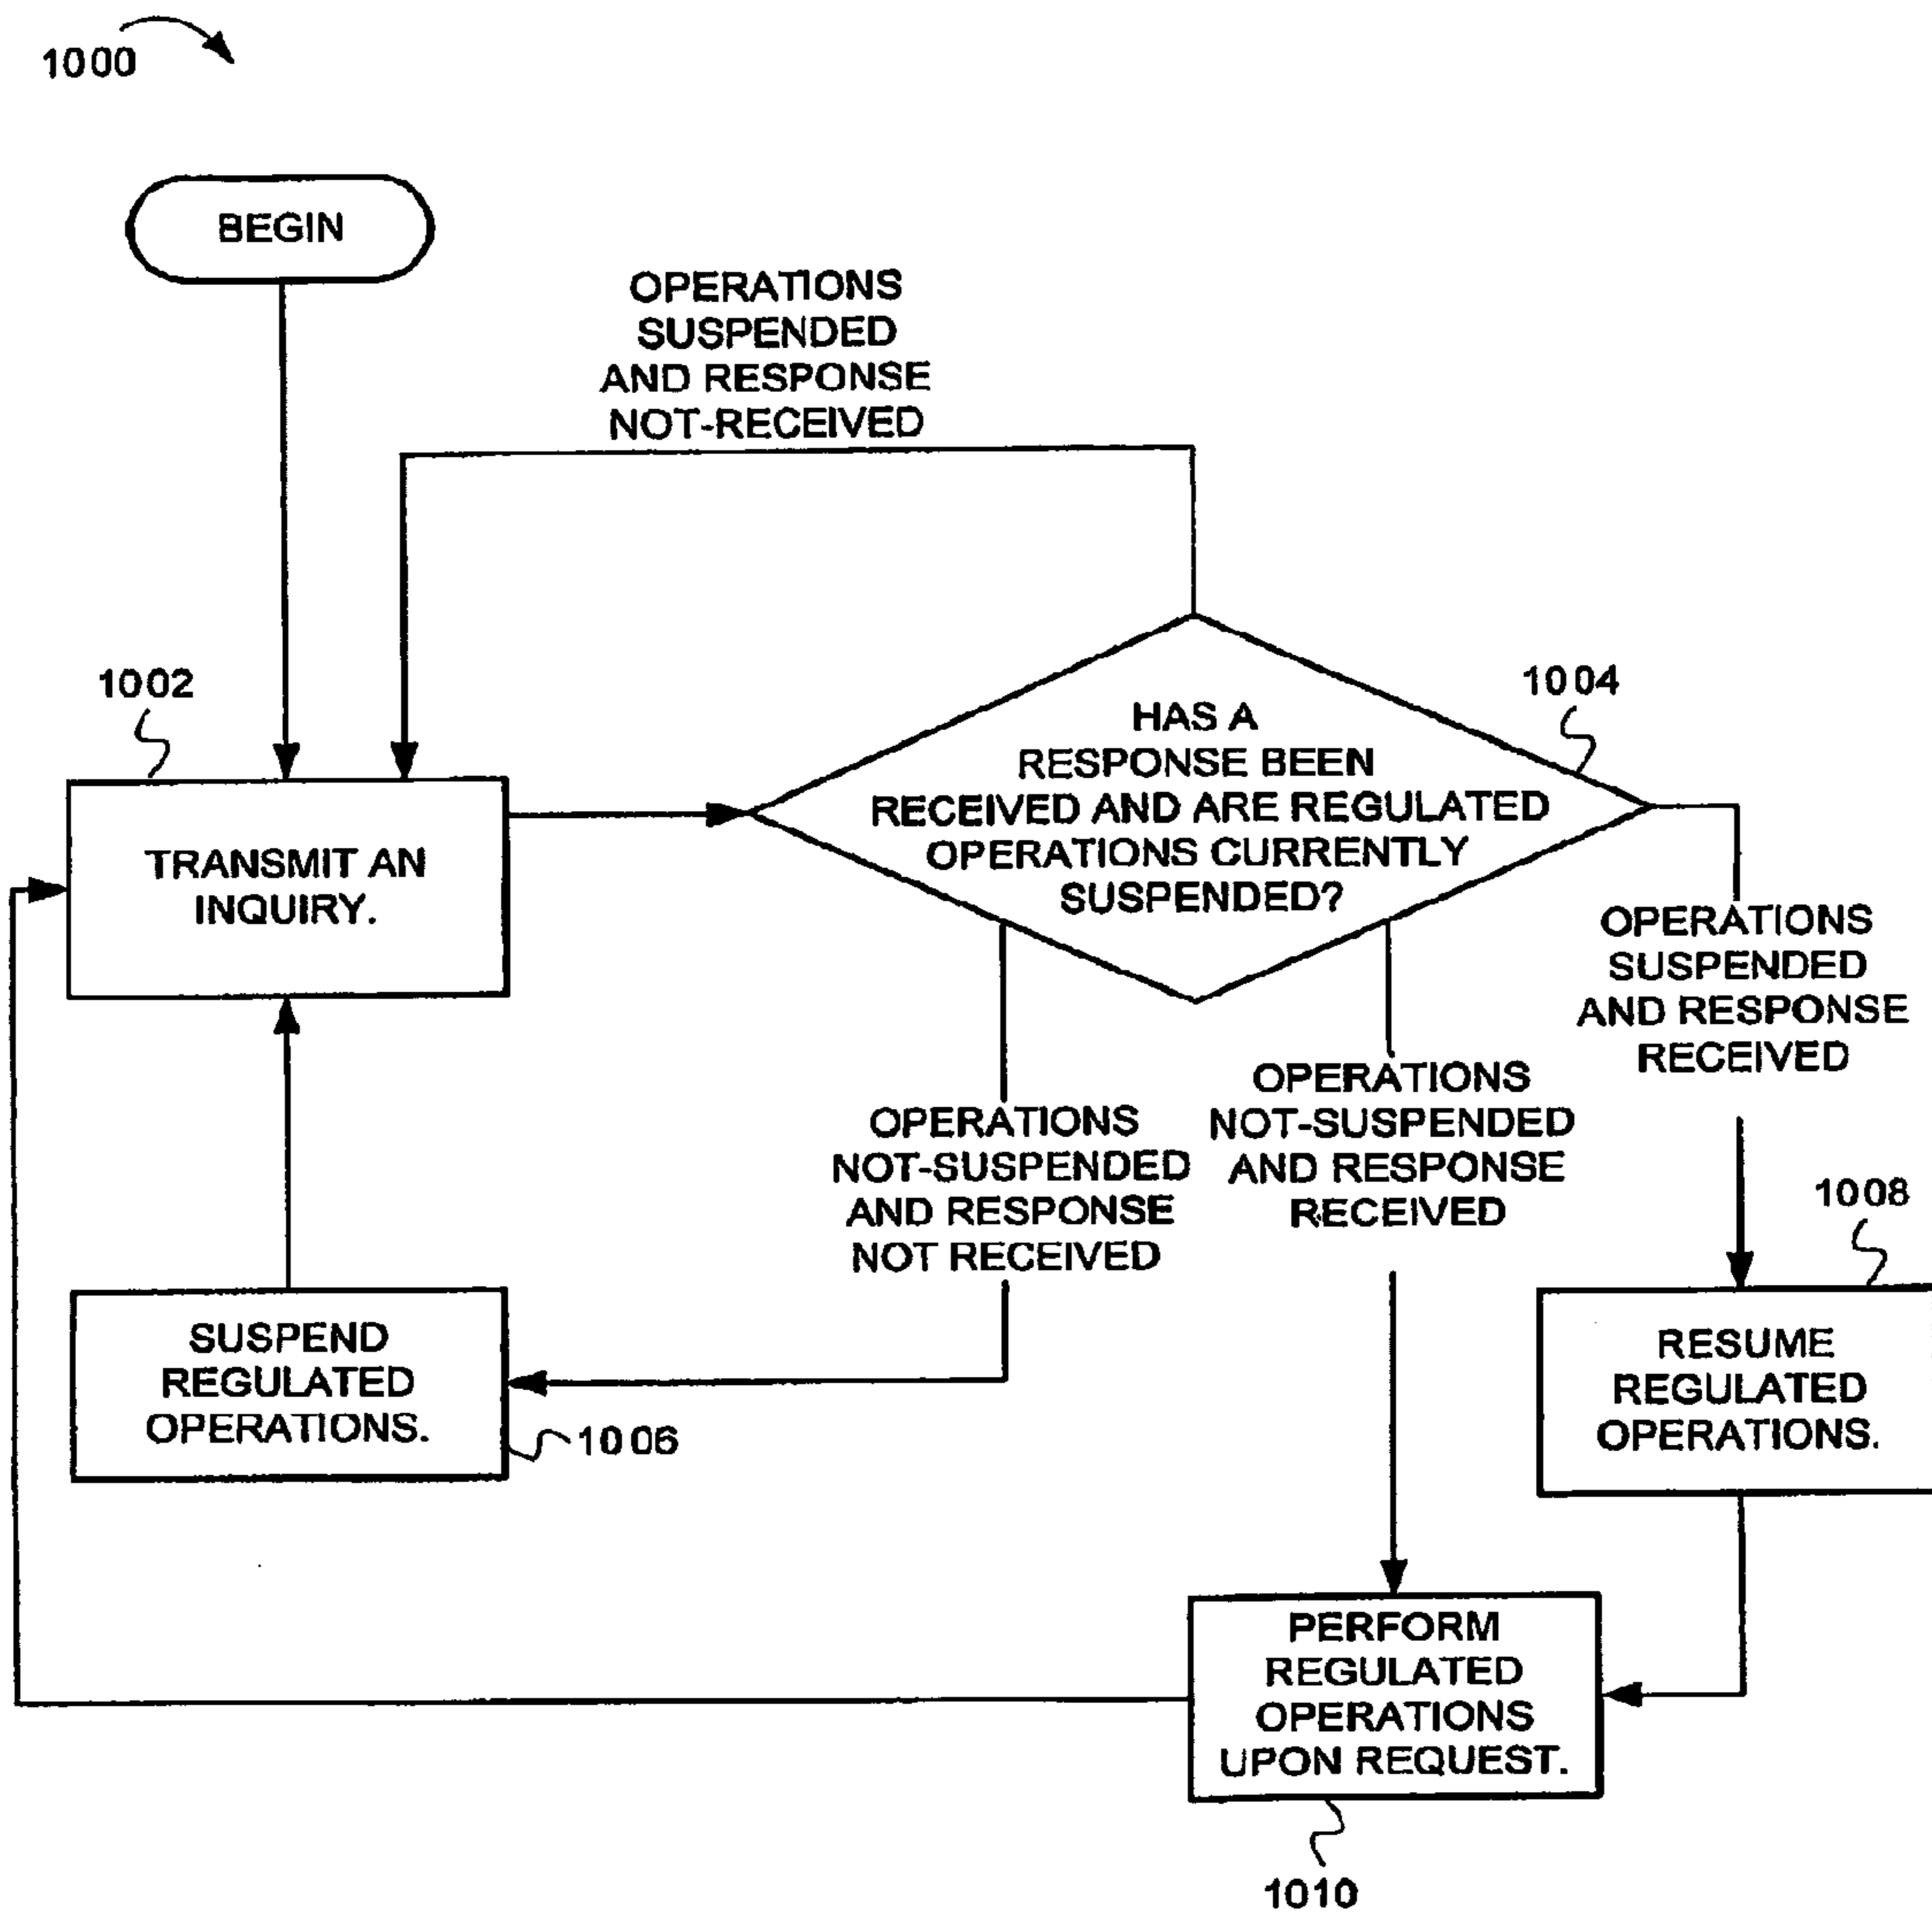 1000
BEGIN
OPERATIONS
SUSPENDED
AND RESPONSE
NOT-RECEIVED
1002
TRANSMIT AN
INQUIRY.
1004
HAS A
RESPONSE BEEN
RECEIVED AND ARE REGULATED
OPERATIONS CURRENTLY
SUSPENDED?
OPERATIONS
SUSPENDED
AND RESPONSE
RECEIVED
OPERATIONS
NOT-SUSPENDED
AND RESPONSE
RECEIVED
OPERATIONS
NOT-SUSPENDED
AND RESPONSE
NOT RECEIVED
1008
SUSPEND
REGULATED
OPERATIONS.
1006
RESUME
REGULATED
OPERATIONS.
PERFORM
REGULATED
OPERATIONS
UPON REQUEST.
1010